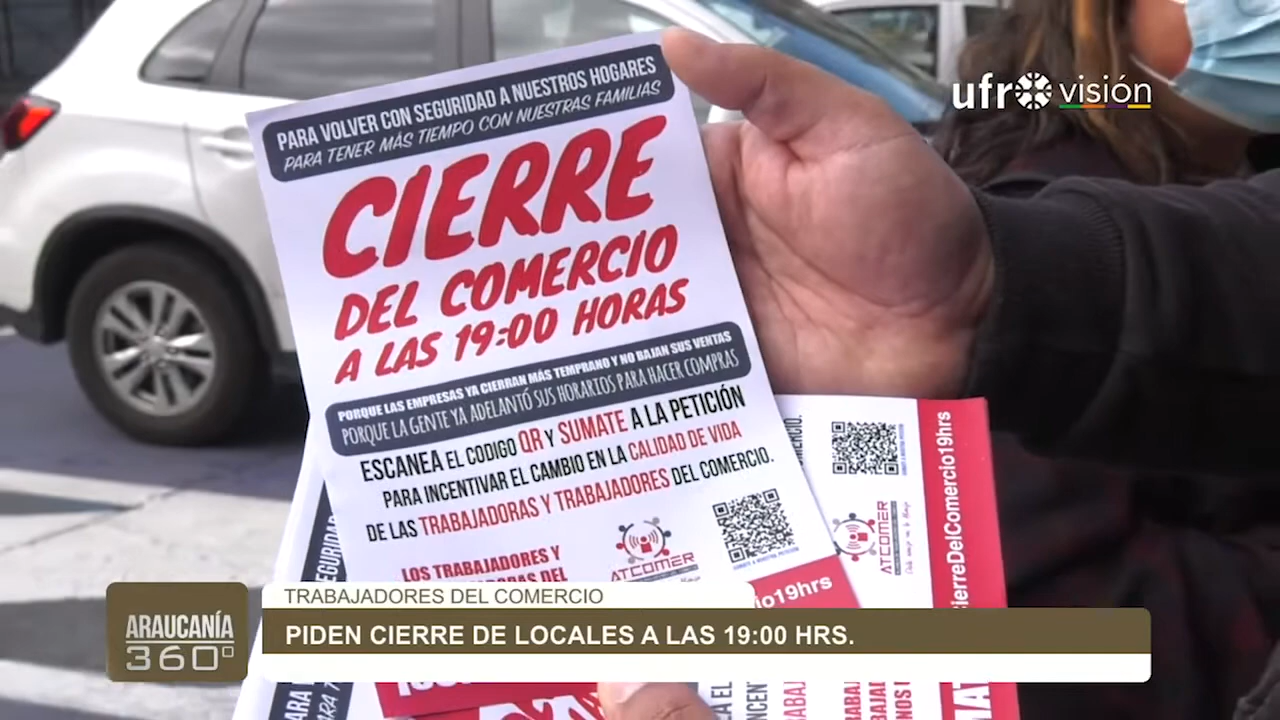 ufro visión
PARA VOLVER CON SEGURIDAD A NUESTROS HOGARES
PARA TENER MÁS TIEMPO CON NUESTRAS FAMILIAS
CIERRE
DEL COMERCIO
A LAS 19:00 HORAS
PORQUE LAS EMPRESAS YA CIERRAN MÁS TEMPRANO Y NO BAJAN SUS VENTAS
PORQUE LA GENTE YA ADELANTÓ SUS HORARIOS PARA HACER COMPRAS
ESCANEA EL CODIGO QR Y SUMATE A LA PETICIÓN
PARA INCENTIVAR EL CAMBIO EN LA CALIDAD DE VIDA
DE LAS TRABAJADORAS Y TRABAJADORES DEL COMERCIO.
LOS TRABAJADORES Y
DEL
ATCOMER
io19hrs
ATCOMER
ierreDelComercio19hrs
TRABAJADORES DEL COMERCIO
PIDEN CIERRE DE LOCALES A LAS 19:00 HRS.
ARAUCANÍA
360°